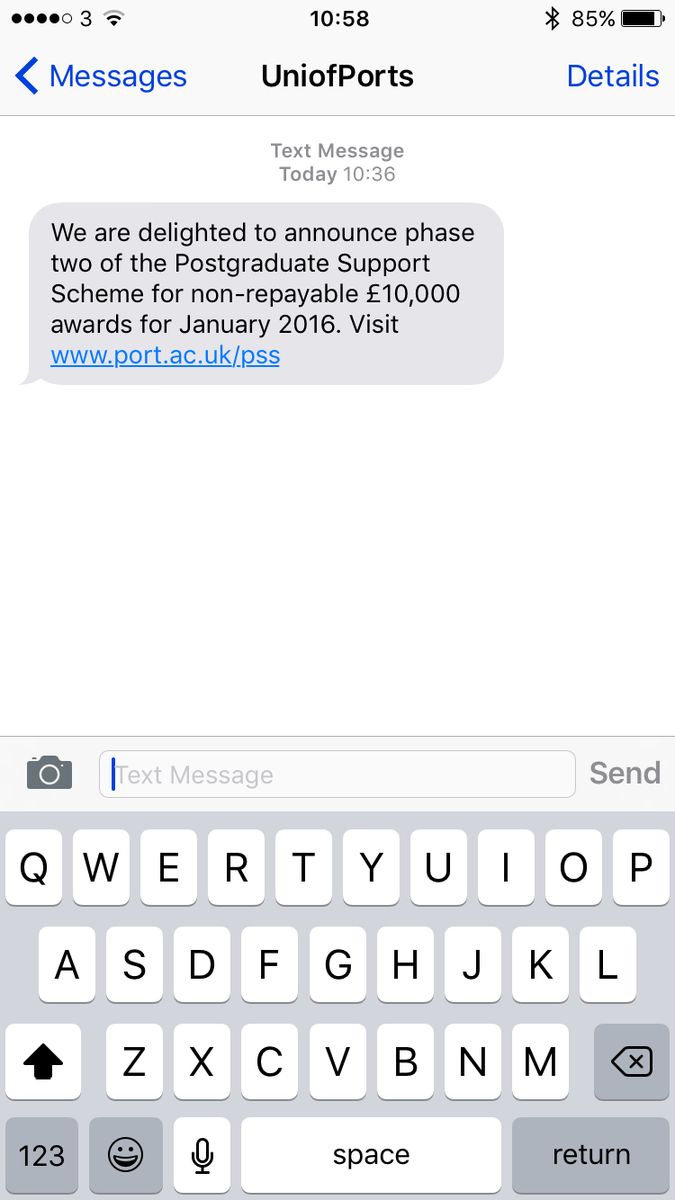 3 10:58 85%
Messages UniofPorts Details
Text Message
Today 10:36
We are delighted to announce phase
two of the Postgraduate Support
Scheme for non-repayable £10,000
awards for January 2016. Visit
www.port.ac.uk/pss
Text Message Send
Q W E R T Y U I O P
A S D F G H J K L
Z X C V B N M
123 space return